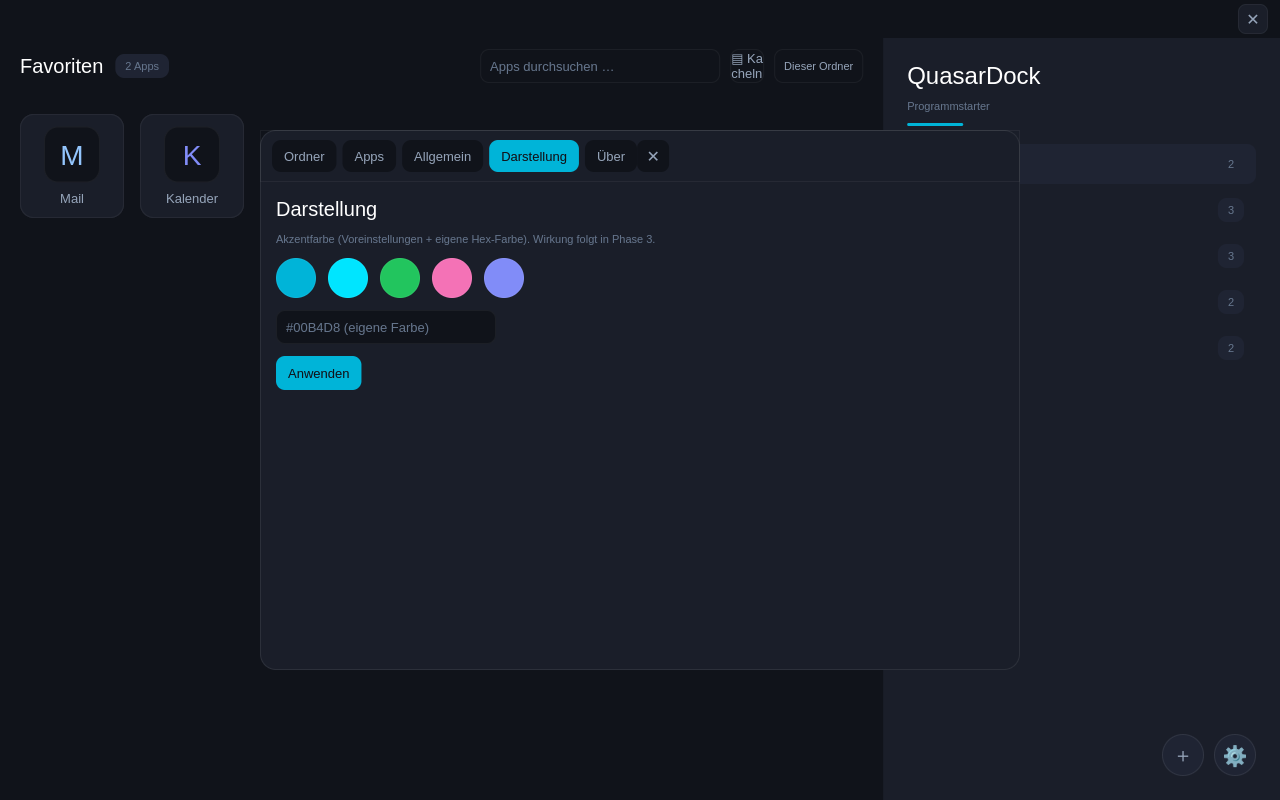 ✕
Favoriten
2 Apps
Apps durchsuchen …
▤ Ka
cheln
Dieser Ordner
QuasarDock
Programmstarter
M
Mail
K
Kalender
Ordner
Apps
Allgemein
Darstellung
Über
✕
Darstellung
Akzentfarbe (Voreinstellungen + eigene Hex-Farbe). Wirkung folgt in Phase 3.
#00B4D8 (eigene Farbe)
Anwenden
2
3
3
2
2
+